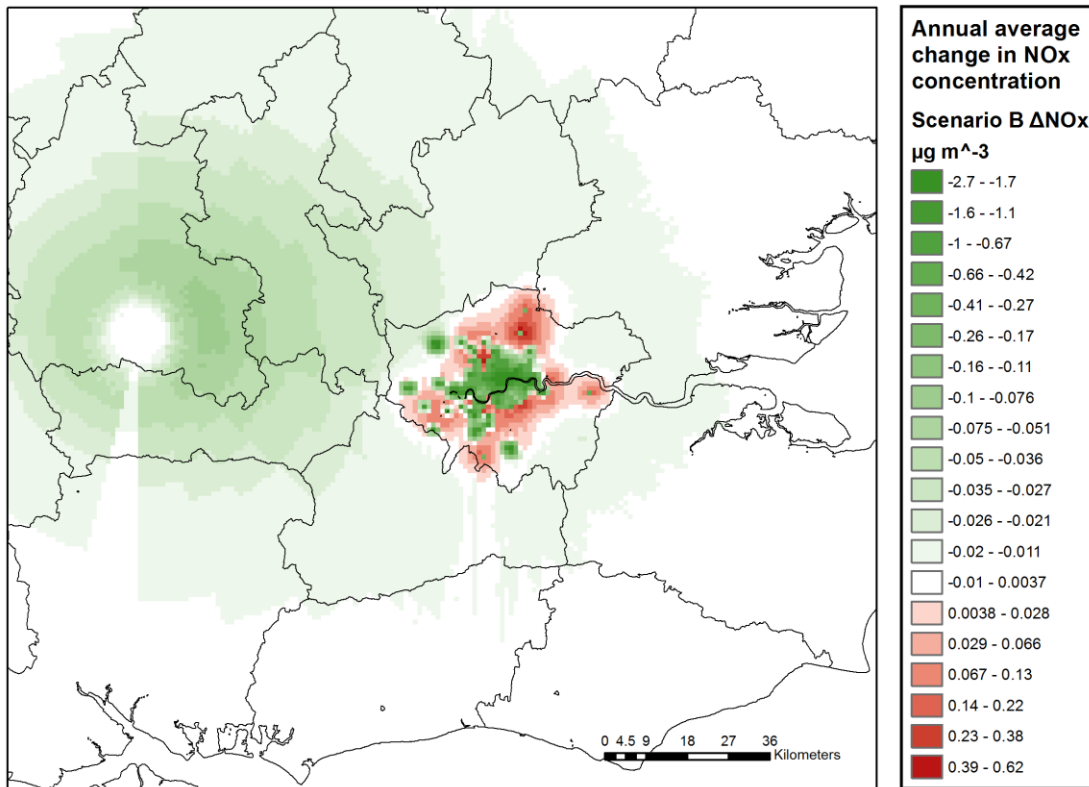 Annual average
change in NOx
concentration
Scenario B ΔNOx
µg m^-3
-2.7 - -1.7
-1.6 - -1.1
-1 - -0.67
-0.66 - -0.42
-0.41 - -0.27
-0.26 - -0.17
-0.16 - -0.11
-0.1 - -0.076
-0.075 - -0.051
-0.05 - -0.036
-0.035 - -0.027
-0.026 - -0.021
-0.02 - -0.011
-0.01 - 0.0037
0.0038 - 0.028
0.029 - 0.066
0.067 - 0.13
0.14 - 0.22
0.23 - 0.38
0.39 - 0.62
0 4.5 9 18 27 36
Kilometers